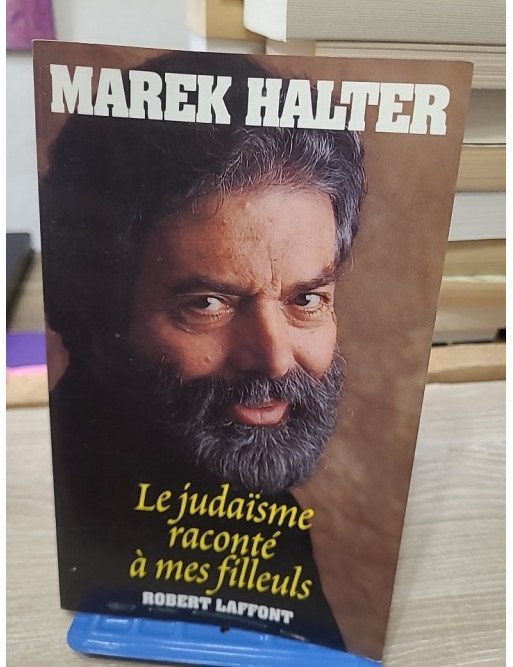 MAREK HALTER
Le judaïsme
raconté
à mes filleuls
ROBERT LAFFONT